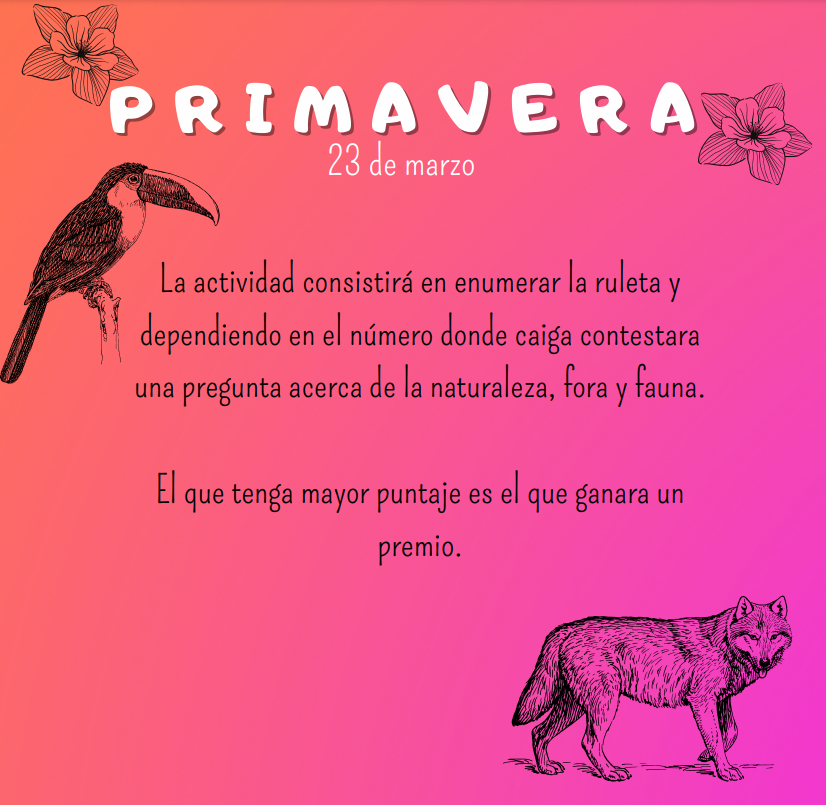 PRIMAVERA
23 de marzo
La actividad consistirá en enumerar la ruleta y
dependiendo en el número donde caiga contestara
una pregunta acerca de la naturaleza, fora y fauna.
El que tenga mayor puntaje es el que ganara un
premio.